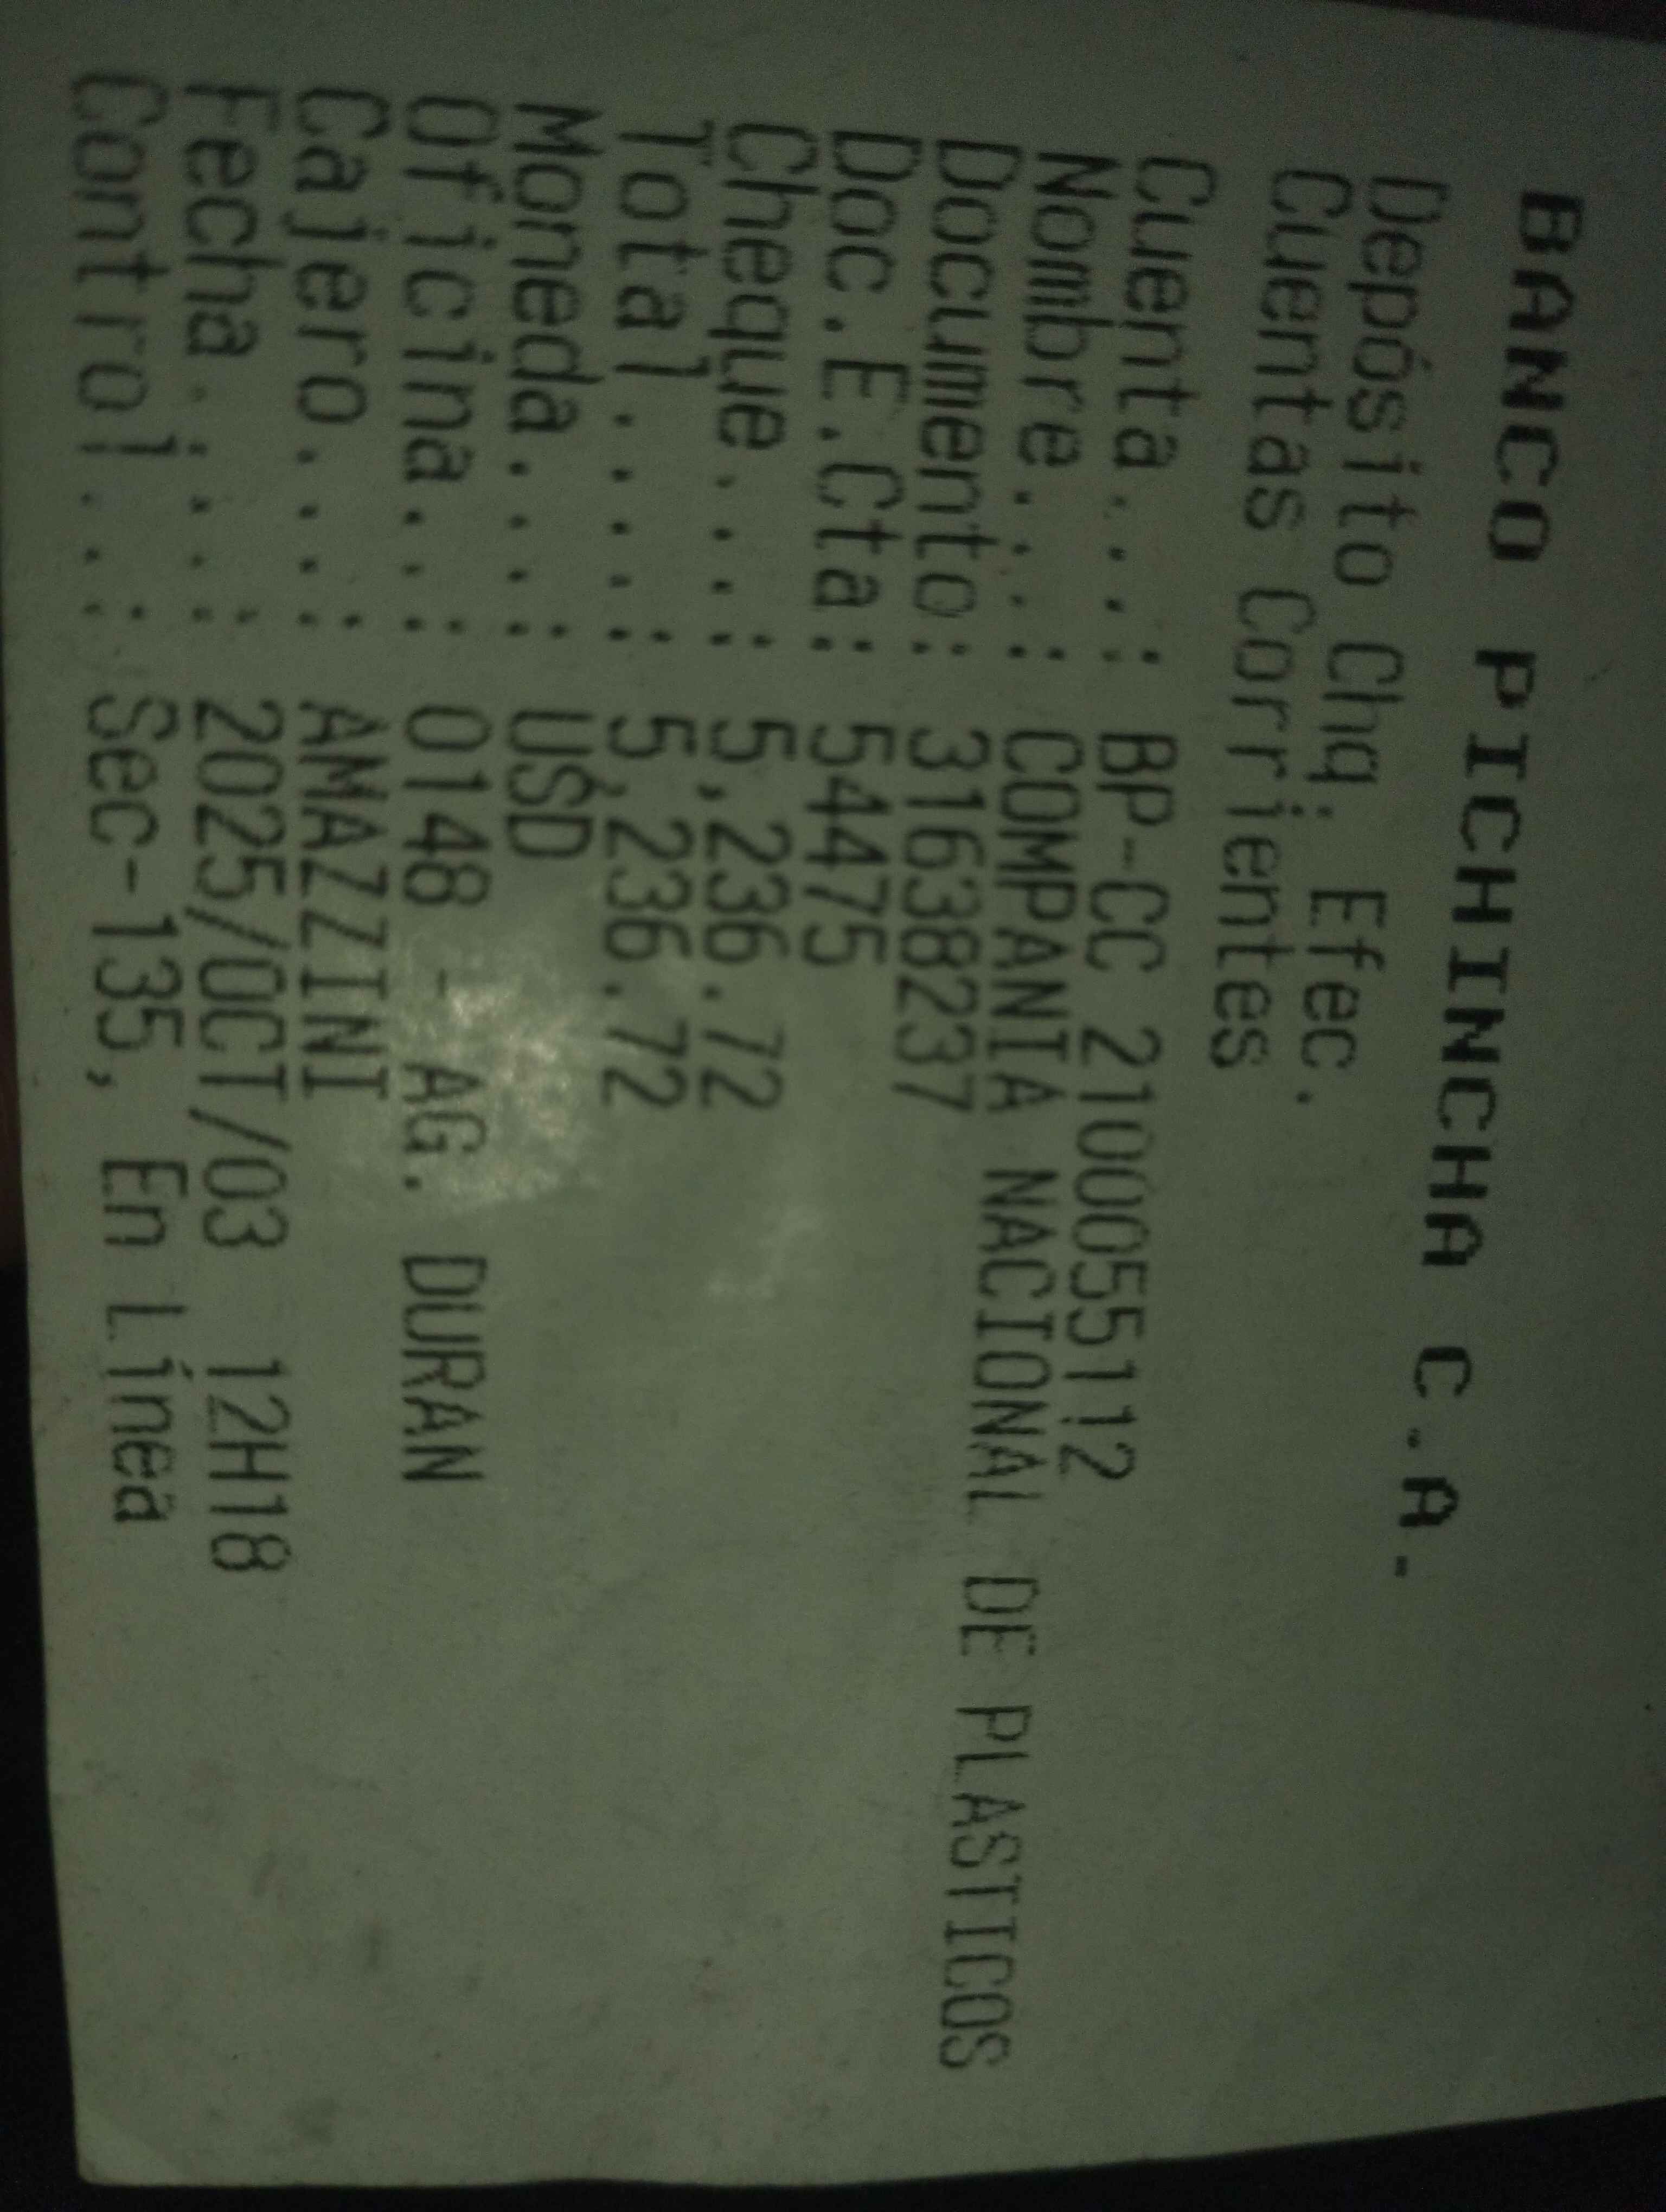 BANCO PICHINCHA C.A.
Depósito Chq. Efec.
Cuentas Corrientes
Cuenta....: BP-CC 2100055112
Nombre....: COMPANIA NACIONAL DE PLASTICOS
Documento: 31638237
Doc.E.Cta: 54475
Cheque....: 5,236.72
Total.....: 5,236.72
Moneda....: USD
Oficina...: 0148 - AG. DURAN
Cajero....: AMAZZINI
Fecha.....: 2025/OCT/03 12H18
Control...: Sec-135, En Línea